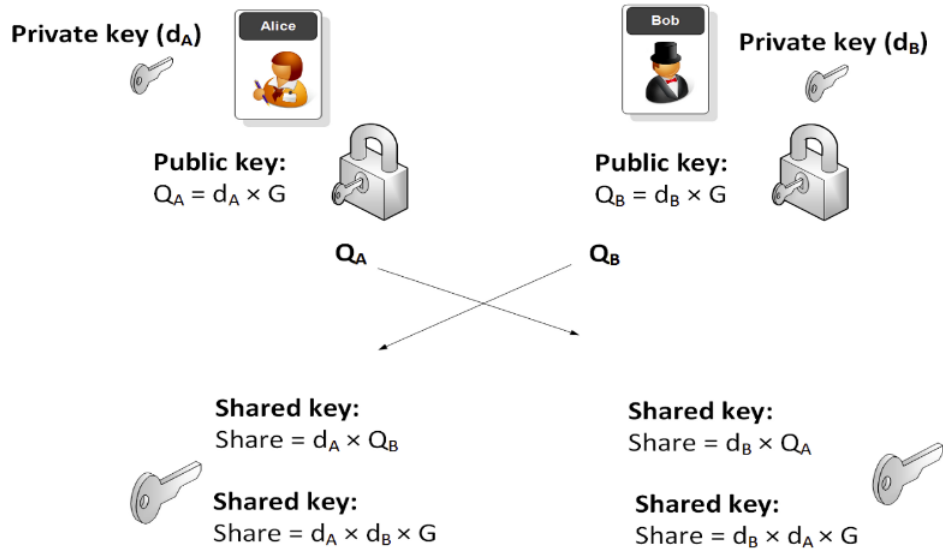 Alice
Private key (dA)
Public key:
QA = dA × G
Bob
Private key (dB)
Public key:
QB = dB × G
QA
QB
Shared key:
Share = dA × QB
Shared key:
Share = dA × dB × G
Shared key:
Share = dB × QA
Shared key:
Share = dB × dA × G